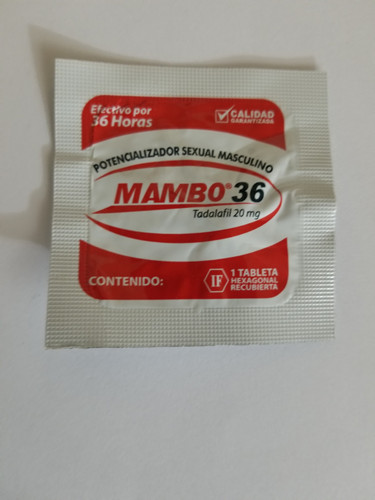 Efectivo por
36 Horas
CALIDAD
GARANTIZADA
POTENCIALIZADOR SEXUAL MASCULINO
MAMBO® 36
Tadalafil 20 mg
CONTENIDO:
IF
1 TABLETA
HEXAGONAL
RECUBIERTA